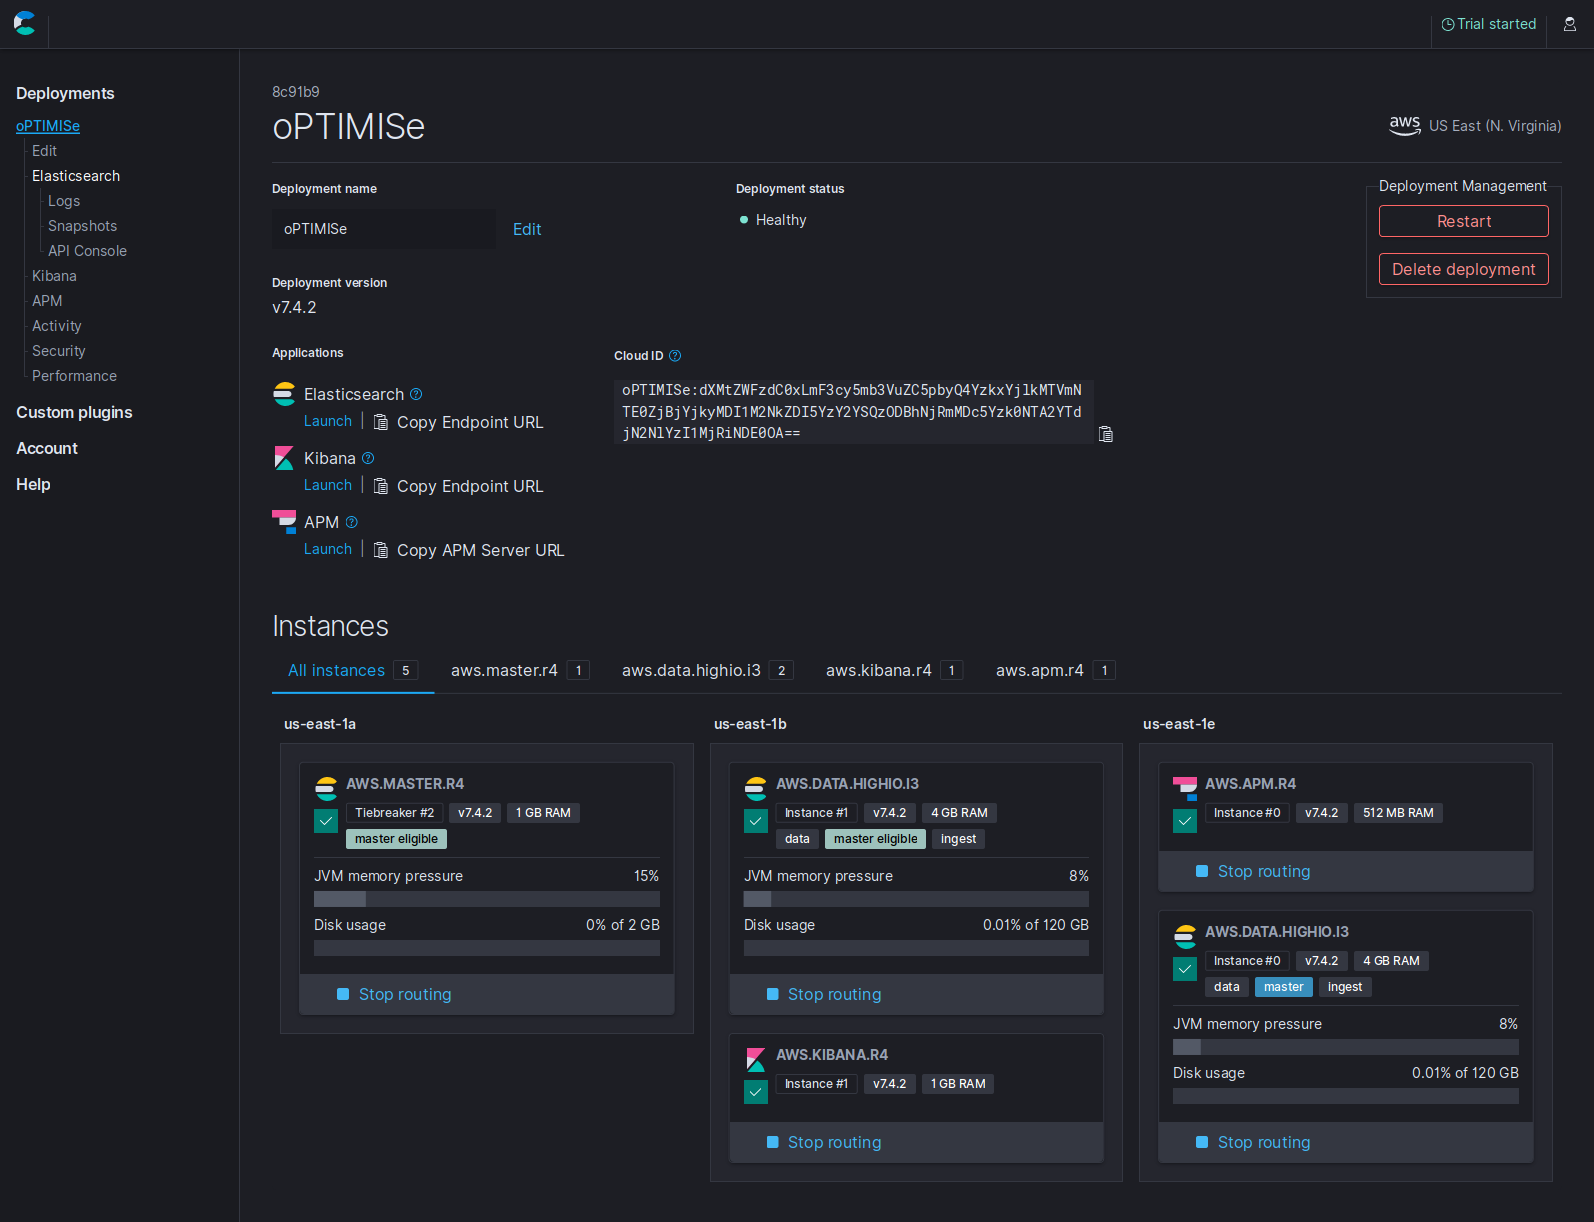 Trial started
Deployments
oPTIMISe
Edit
Elasticsearch
Logs
Snapshots
API Console
Kibana
APM
Activity
Security
Performance
Custom plugins
Account
Help
8c91b9
oPTIMISe
aws US East (N. Virginia)
Deployment name
oPTIMISe
Edit
Deployment status
Healthy
Deployment Management
Restart
Delete deployment
Deployment version
v7.4.2
Applications
Elasticsearch
Launch | Copy Endpoint URL
Kibana
Launch | Copy Endpoint URL
APM
Launch | Copy APM Server URL
Cloud ID
oPTIMISe:dXMtZWFzdC0xLmF3cy5mb3VuZC5pbyQ4YzkxYjlkMTVmN
TE0ZjBjYjkyMDI1M2NkZDI5YzY2YSQzODBhNjRmMDc5Yzk0NTA2YTd
jN2NlYzI1MjRiNDE0OA==
Instances
All instances 5
aws.master.r4 1
aws.data.highio.i3 2
aws.kibana.r4 1
aws.apm.r4 1
us-east-1a
AWS.MASTER.R4
Tiebreaker #2 v7.4.2 1 GB RAM
master eligible
JVM memory pressure 15%
Disk usage 0% of 2 GB
Stop routing
us-east-1b
AWS.DATA.HIGHIO.I3
Instance #1 v7.4.2 4 GB RAM
data master eligible ingest
JVM memory pressure 8%
Disk usage 0.01% of 120 GB
Stop routing
AWS.KIBANA.R4
Instance #1 v7.4.2 1 GB RAM
Stop routing
us-east-1e
AWS.APM.R4
Instance #0 v7.4.2 512 MB RAM
Stop routing
AWS.DATA.HIGHIO.I3
Instance #0 v7.4.2 4 GB RAM
data master ingest
JVM memory pressure 8%
Disk usage 0.01% of 120 GB
Stop routing